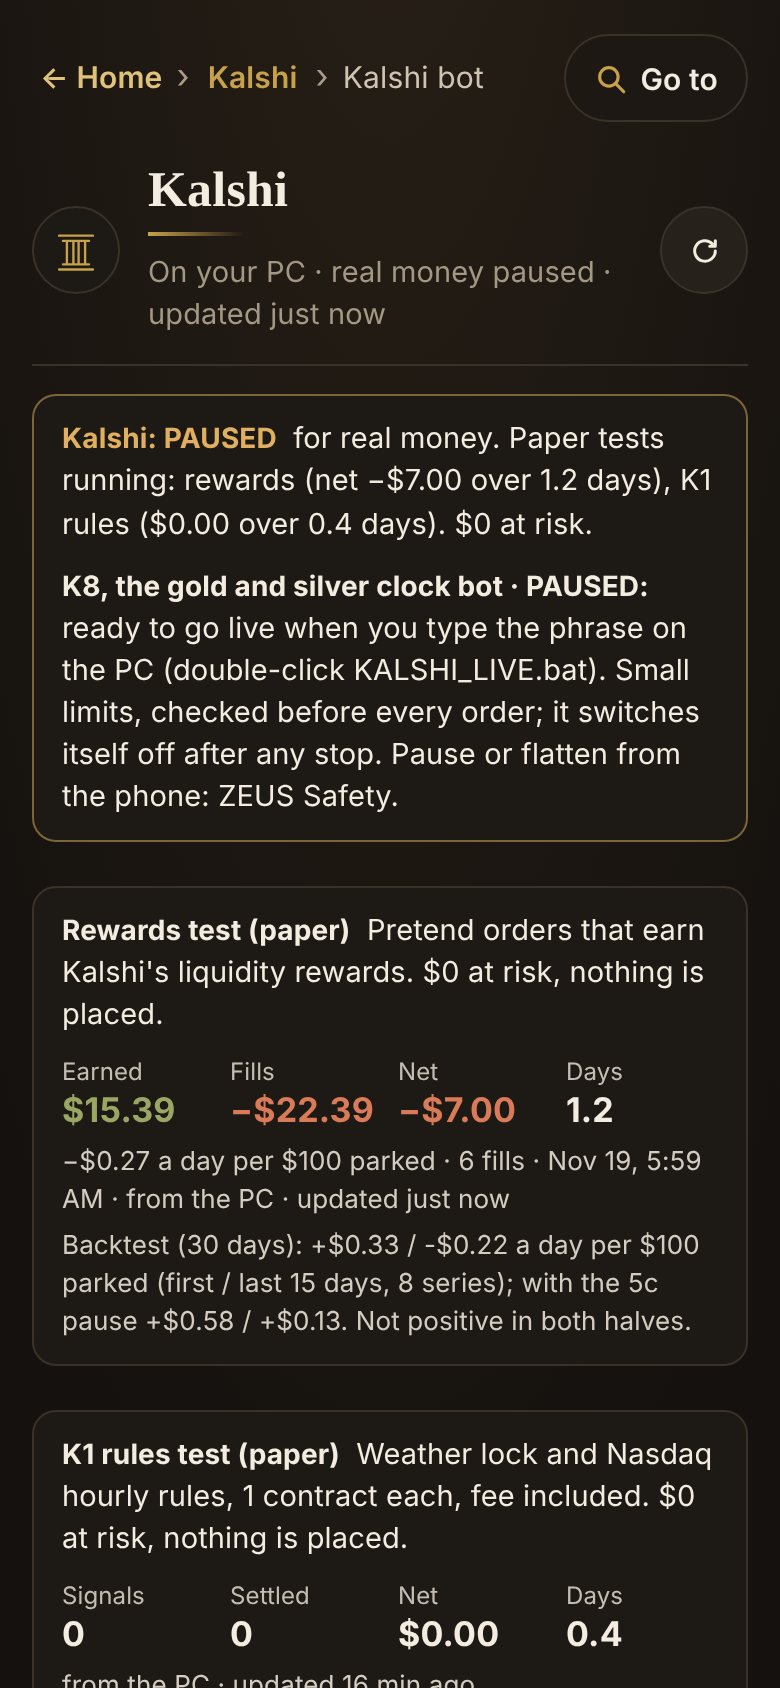 ← Home › Kalshi › Kalshi bot
Go to
Kalshi
On your PC · real money paused ·
updated just now
Kalshi: PAUSED for real money. Paper tests
running: rewards (net −$7.00 over 1.2 days), K1
rules ($0.00 over 0.4 days). $0 at risk.
K8, the gold and silver clock bot · PAUSED:
ready to go live when you type the phrase on
the PC (double-click KALSHI_LIVE.bat). Small
limits, checked before every order; it switches
itself off after any stop. Pause or flatten from
the phone: ZEUS Safety.
Rewards test (paper) Pretend orders that earn
Kalshi's liquidity rewards. $0 at risk, nothing is
placed.
Earned Fills Net Days
$15.39 −$22.39 −$7.00 1.2
−$0.27 a day per $100 parked · 6 fills · Nov 19, 5:59
AM · from the PC · updated just now
Backtest (30 days): +$0.33 / -$0.22 a day per $100
parked (first / last 15 days, 8 series); with the 5c
pause +$0.58 / +$0.13. Not positive in both halves.
K1 rules test (paper) Weather lock and Nasdaq
hourly rules, 1 contract each, fee included. $0
at risk, nothing is placed.
Signals Settled Net Days
0 0 $0.00 0.4
from the PC · updated 16 min ago